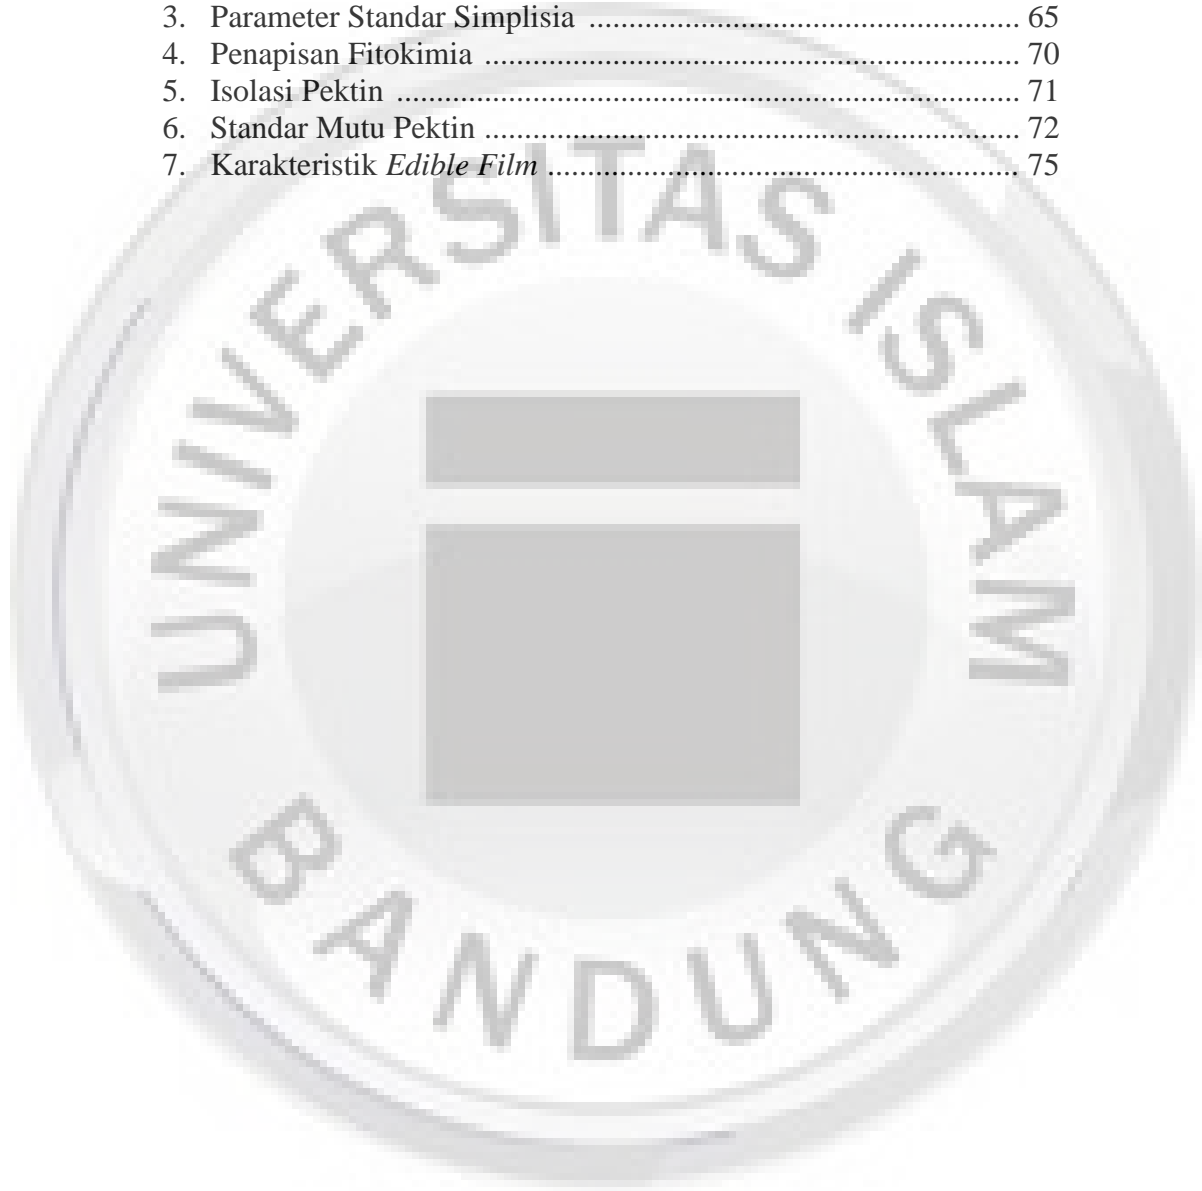 3. Parameter Standar Simplisia ............................................ 65
4. Penapisan Fitokimia ....................................................... 70
5. Isolasi Pektin ................................................................ 71
6. Standar Mutu Pektin ....................................................... 72
7. Karakteristik Edible Film ................................................ 75
UNIVERSITAS ISLAM
BANDUNG